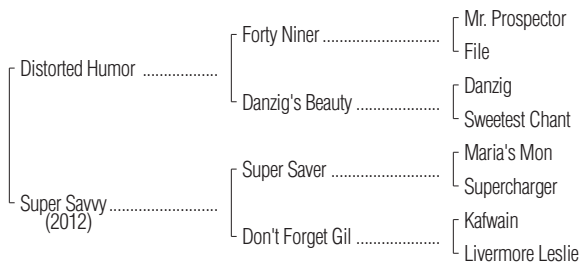 Mr. Prospector
Forty Niner ..........................
File
Distorted Humor ..................
Danzig
Danzig's Beauty ....................
Sweetest Chant
Maria's Mon
Super Saver ..........................
Supercharger
Super Savvy ..........................
(2012)
Kafwain
Don't Forget Gil ....................
Livermore Leslie